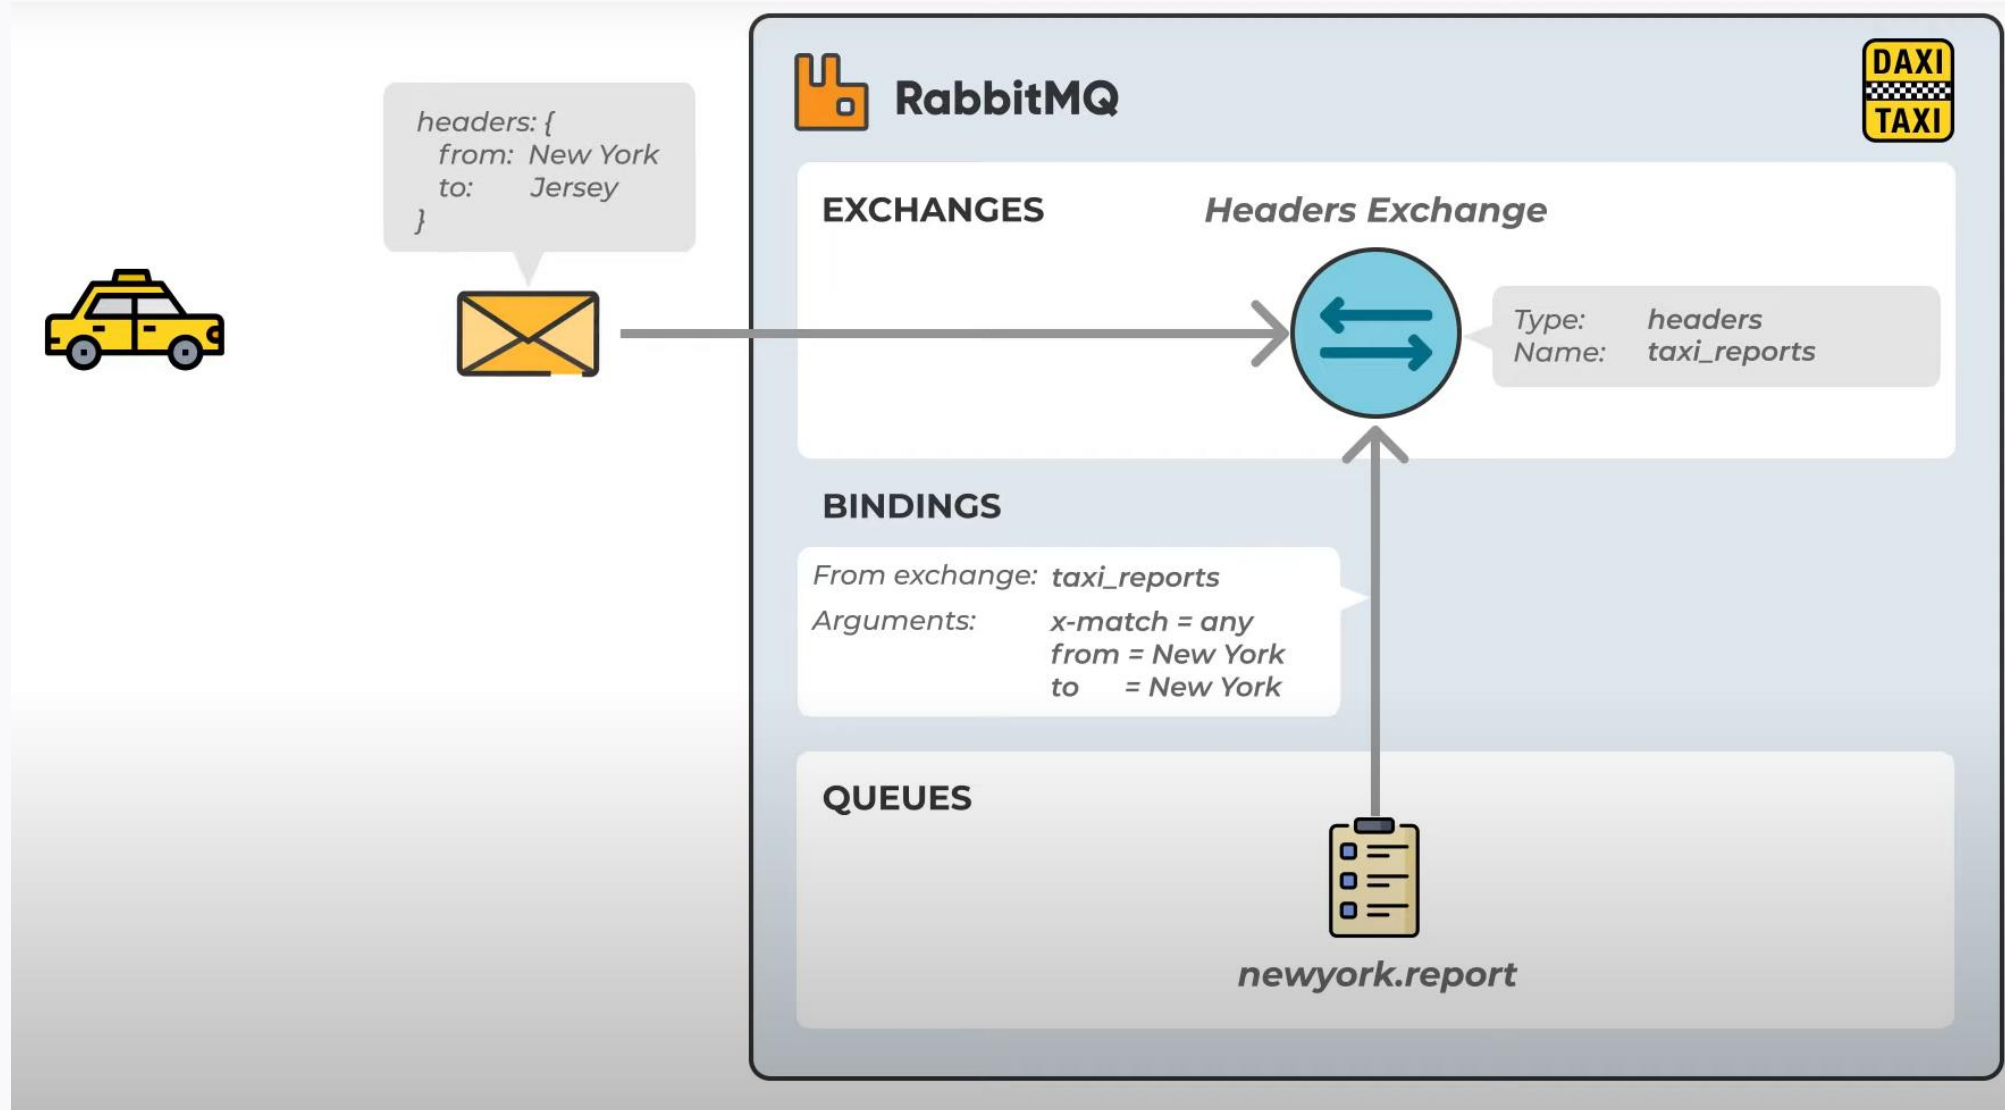 headers: {
from: New York
to: Jersey
}
RabbitMQ
DAXI
TAXI
EXCHANGES
Headers Exchange
Type: headers
Name: taxi_reports
BINDINGS
From exchange: taxi_reports
Arguments: x-match = any
from = New York
to = New York
QUEUES
newyork.report